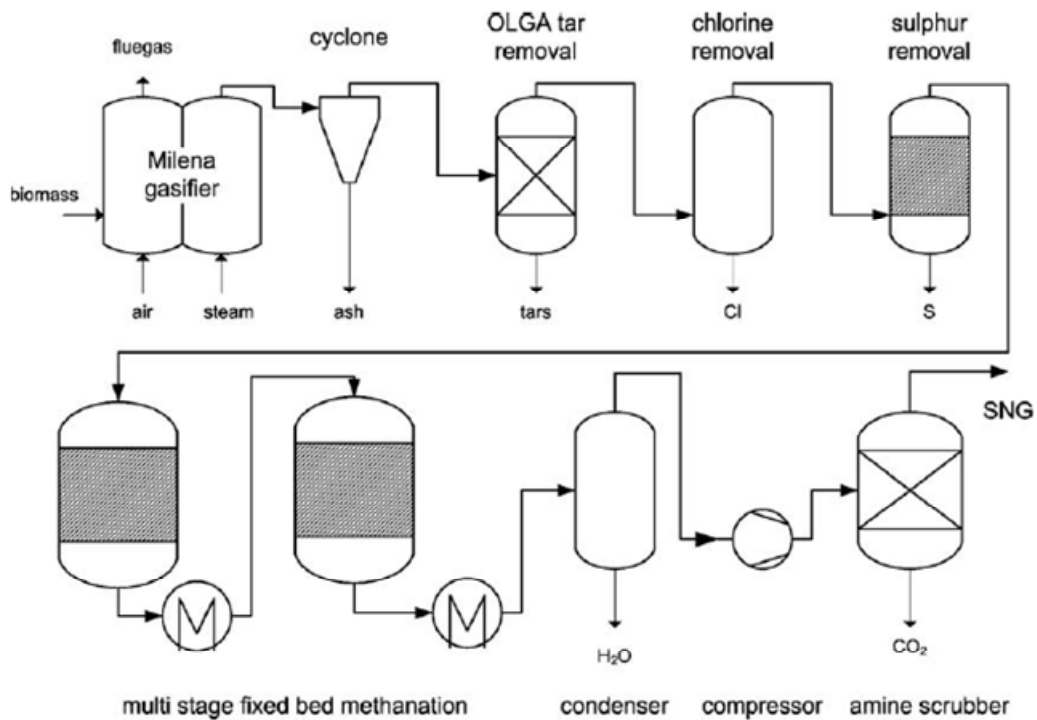 fluegas
cyclone
OLGA tar
removal
chlorine
removal
sulphur
removal
Milena
gasifier
biomass
air
steam
ash
tars
Cl
S
SNG
H₂O
CO₂
multi stage fixed bed methanation
condenser
compressor
amine scrubber